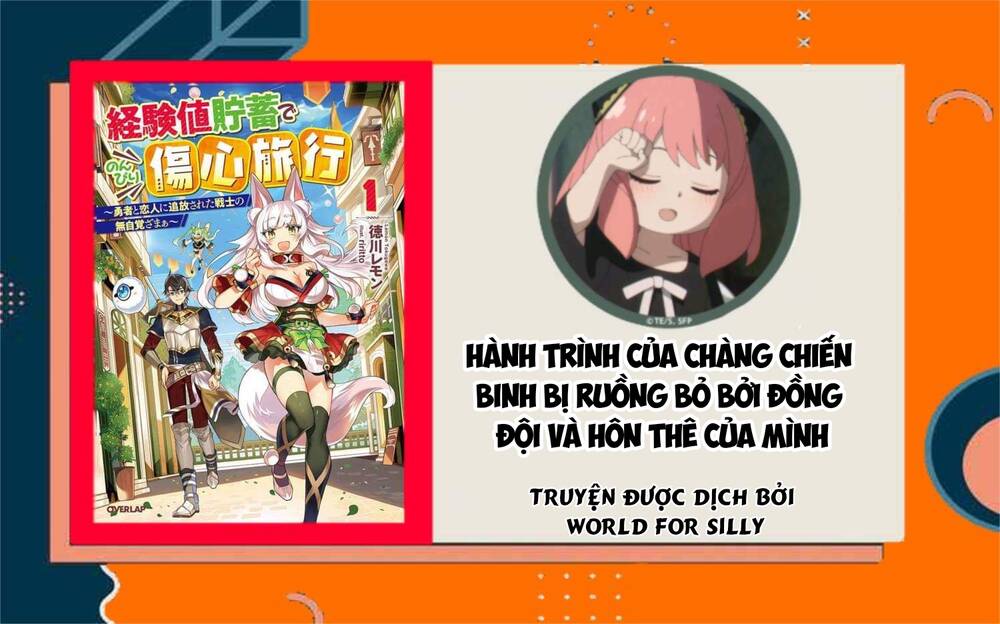 経験値貯蓄で
のんびり
傷心旅行
～勇者と恋人に追放された戦士の
無自覚ざまぁ～
1
徳川レモン
riritto
OVERLAP
©TE/S, SFP
HÀNH TRÌNH CỦA CHÀNG CHIẾN
BINH BỊ RUỒNG BỎ BỞI ĐỒNG
ĐỘI VÀ HÔN THÊ CỦA MÌNH
TRUYỆN ĐƯỢC DỊCH BỞI
WORLD FOR SILLY